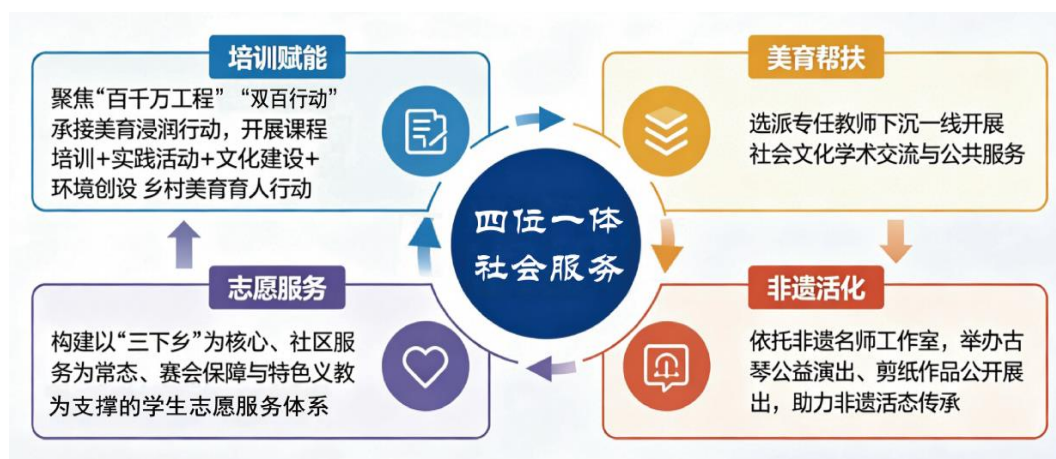 培训赋能
聚焦“百千万工程” “双百行动”
承接美育浸润行动，开展课程
培训+实践活动+文化建设+
环境创设 乡村美育育人行动
美育帮扶
选派专任教师下沉一线开展
社会文化学术交流与公共服务
四位一体
社会服务
志愿服务
构建以“三下乡”为核心、社区服
务为常态、赛会保障与特色义教
为支撑的学生志愿服务体系
非遗活化
依托非遗名师工作室，举办古
琴公益演出、剪纸作品公开展
出，助力非遗活态传承